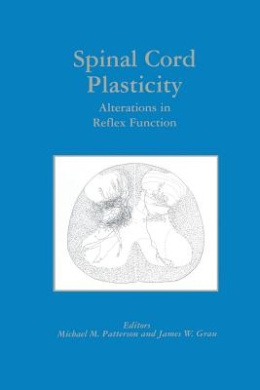 Spinal Cord
Plasticity
Alterations in
Reflex Function
Editors
Michael M. Patterson and James W. Grau